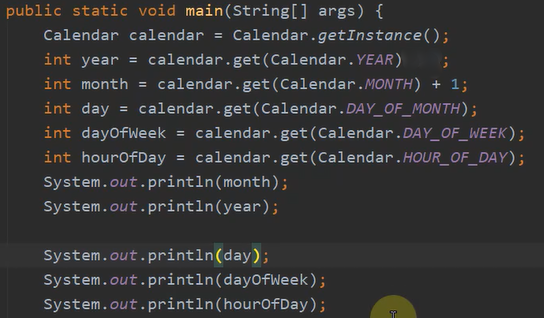 public static void main(String[] args) {
Calendar calendar = Calendar.getInstance();
int year = calendar.get(Calendar.YEAR) ;
int month = calendar.get(Calendar.MONTH) + 1;
int day = calendar.get(Calendar.DAY_OF_MONTH);
int dayOfWeek = calendar.get(Calendar.DAY_OF_WEEK);
int hourOfDay = calendar.get(Calendar.HOUR_OF_DAY);
System.out.println(month);
System.out.println(year);
System.out.println(day);
System.out.println(dayOfWeek);
System.out.println(hourOfDay);